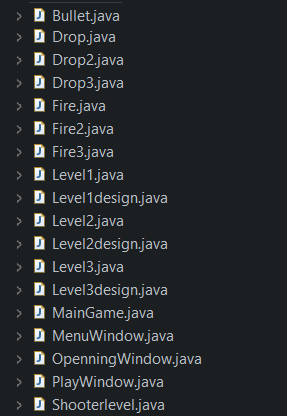 Bullet.java
Drop.java
Drop2.java
Drop3.java
Fire.java
Fire2.java
Fire3.java
Level1.java
Level1design.java
Level2.java
Level2design.java
Level3.java
Level3design.java
MainGame.java
MenuWindow.java
OpenningWindow.java
PlayWindow.java
Shooterlevel.java